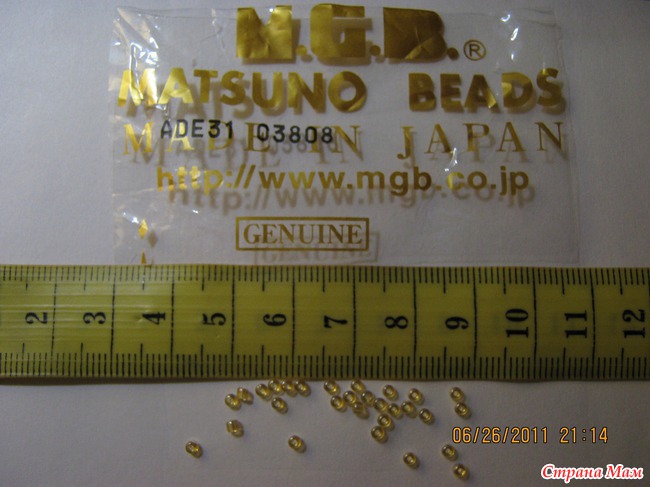 M.G.B.®
MATSUNO BEADS
ADE31 03808
MADE IN JAPAN
http://www.mgb.co.jp
GENUINE
2 3 4 5 6 7 8 9 10 11 12
06/26/2011 21:14
Страна Мам